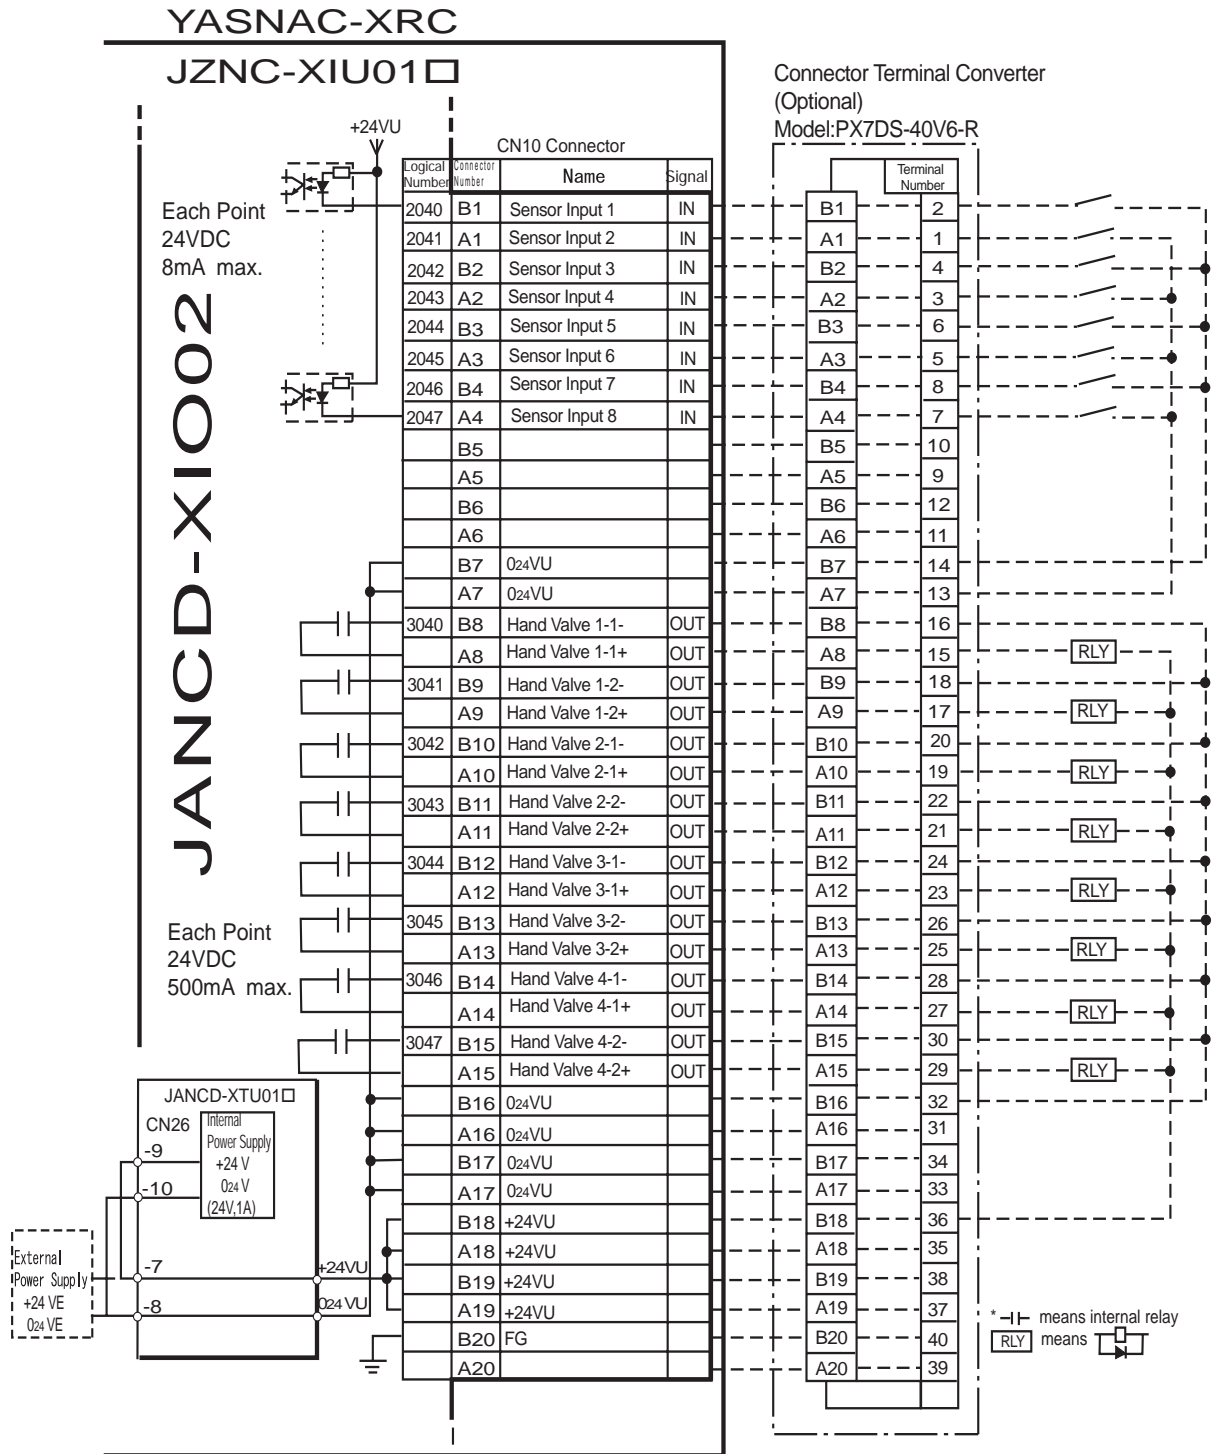 YASNAC-XRC
JZNC-XIU01□
Connector Terminal Converter
(Optional)
Model:PX7DS-40V6-R
+24VU
CN10 Connector
Logical Number Connector Number Name Signal
Terminal Number
Each Point
24VDC
8mA max.
JANCD-XIO02
2040 B1 Sensor Input 1 IN B1 2
2041 A1 Sensor Input 2 IN A1 1
2042 B2 Sensor Input 3 IN B2 4
2043 A2 Sensor Input 4 IN A2 3
2044 B3 Sensor Input 5 IN B3 6
2045 A3 Sensor Input 6 IN A3 5
2046 B4 Sensor Input 7 IN B4 8
2047 A4 Sensor Input 8 IN A4 7
B5 B5 10
A5 A5 9
B6 B6 12
A6 A6 11
B7 024VU B7 14
A7 024VU A7 13
3040 B8 Hand Valve 1-1- OUT B8 16
A8 Hand Valve 1-1+ OUT A8 15 RLY
3041 B9 Hand Valve 1-2- OUT B9 18
A9 Hand Valve 1-2+ OUT A9 17 RLY
3042 B10 Hand Valve 2-1- OUT B10 20
A10 Hand Valve 2-1+ OUT A10 19 RLY
3043 B11 Hand Valve 2-2- OUT B11 22
A11 Hand Valve 2-2+ OUT A11 21 RLY
3044 B12 Hand Valve 3-1- OUT B12 24
A12 Hand Valve 3-1+ OUT A12 23 RLY
3045 B13 Hand Valve 3-2- OUT B13 26
A13 Hand Valve 3-2+ OUT A13 25 RLY
3046 B14 Hand Valve 4-1- OUT B14 28
A14 Hand Valve 4-1+ OUT A14 27 RLY
3047 B15 Hand Valve 4-2- OUT B15 30
A15 Hand Valve 4-2+ OUT A15 29 RLY
B16 024VU B16 32
A16 024VU A16 31
B17 024VU B17 34
A17 024VU A17 33
B18 +24VU B18 36
A18 +24VU A18 35
B19 +24VU B19 38
A19 +24VU A19 37
B20 FG B20 40
A20 A20 39
Each Point
24VDC
500mA max.
JANCD-XTU01□
CN26
Internal
Power Supply
+24 V
024 V
(24V,1A)
-9
-10
-7
-8
+24VU
024 VU
External
Power Supply
+24 VE
024 VE
* means internal relay
RLY means